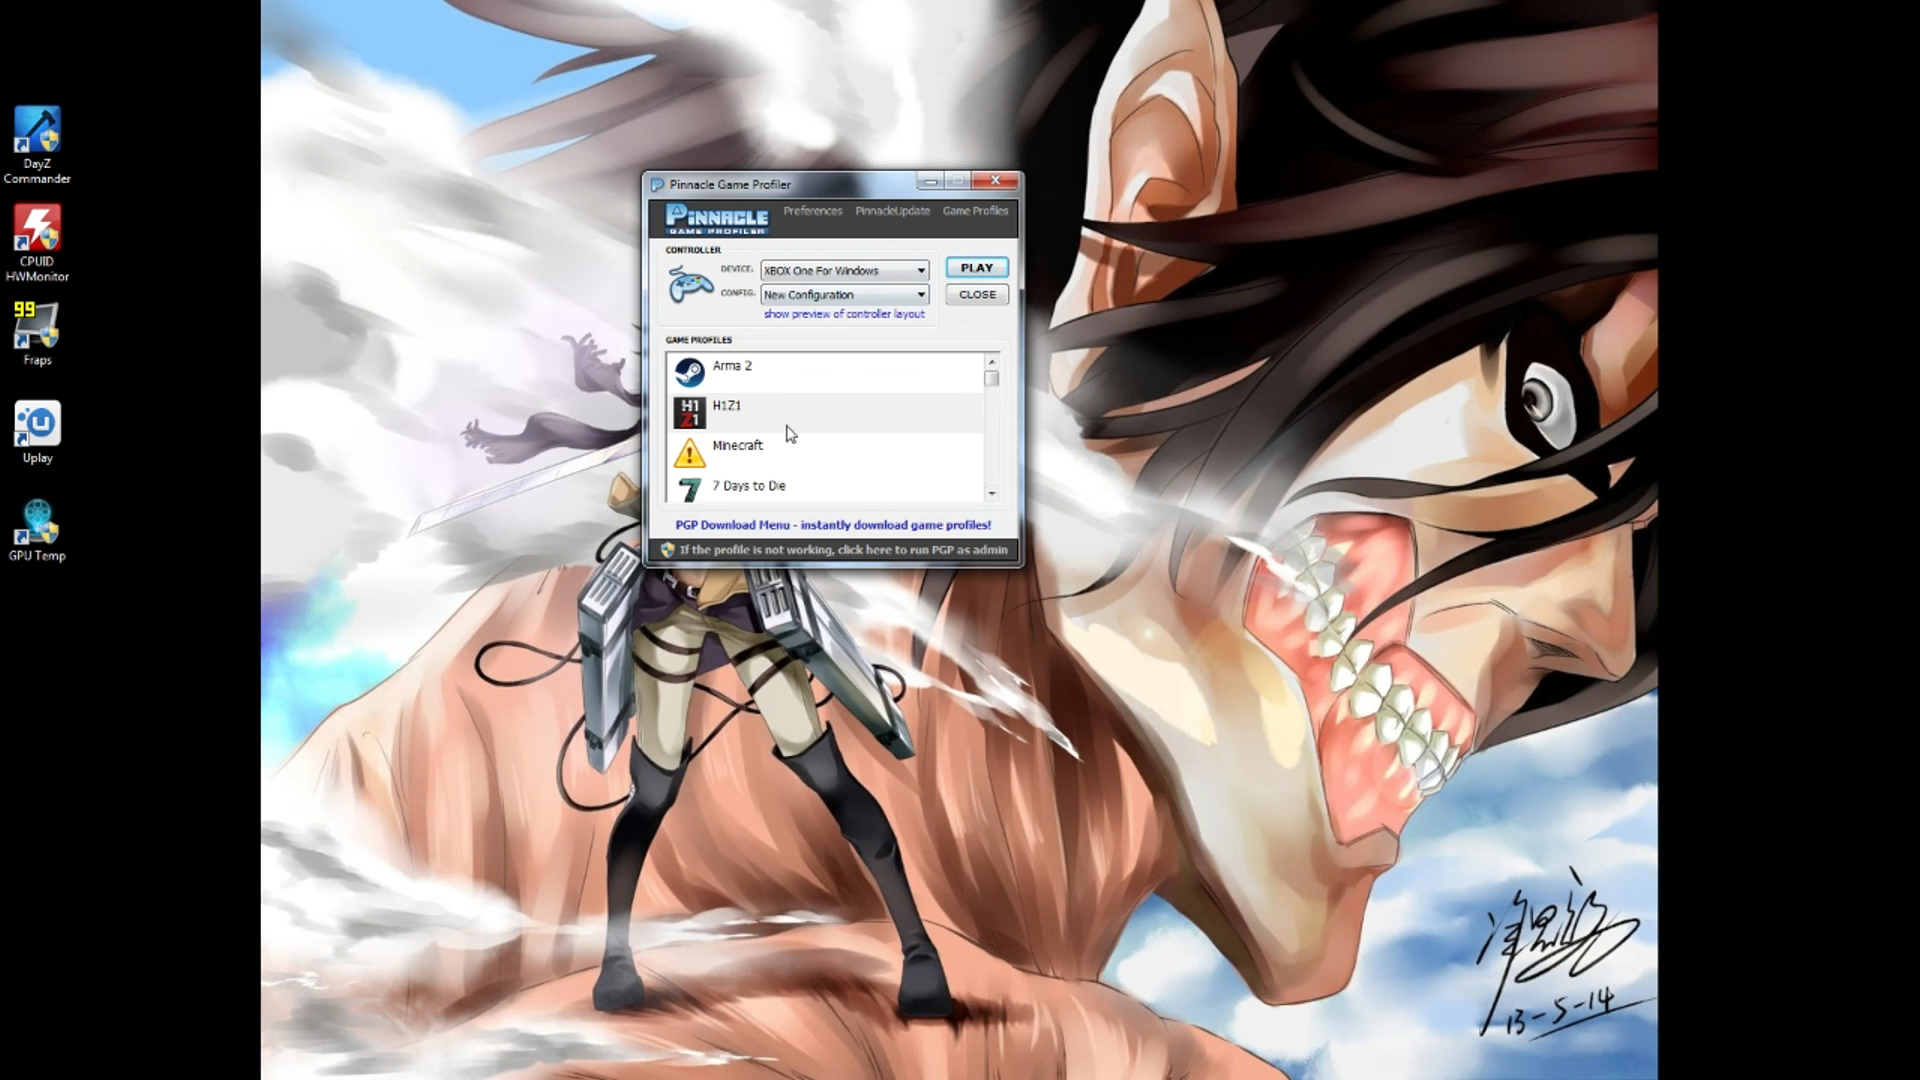 DayZ
Commander
CPUID
HWMonitor
99
Fraps
Uplay
GPU Temp
Pinnacle Game Profiler
PINNACLE
GAME PROFILER
Preferences
PinnacleUpdate
Game Profiles
CONTROLLER
DEVICE:
XBOX One For Windows
PLAY
CONFIG:
New Configuration
CLOSE
show preview of controller layout
GAME PROFILES
Arma 2
H1
Z1
H1Z1
Minecraft
7
7 Days to Die
PGP Download Menu - instantly download game profiles!
If the profile is not working, click here to run PGP as admin
13-5-14